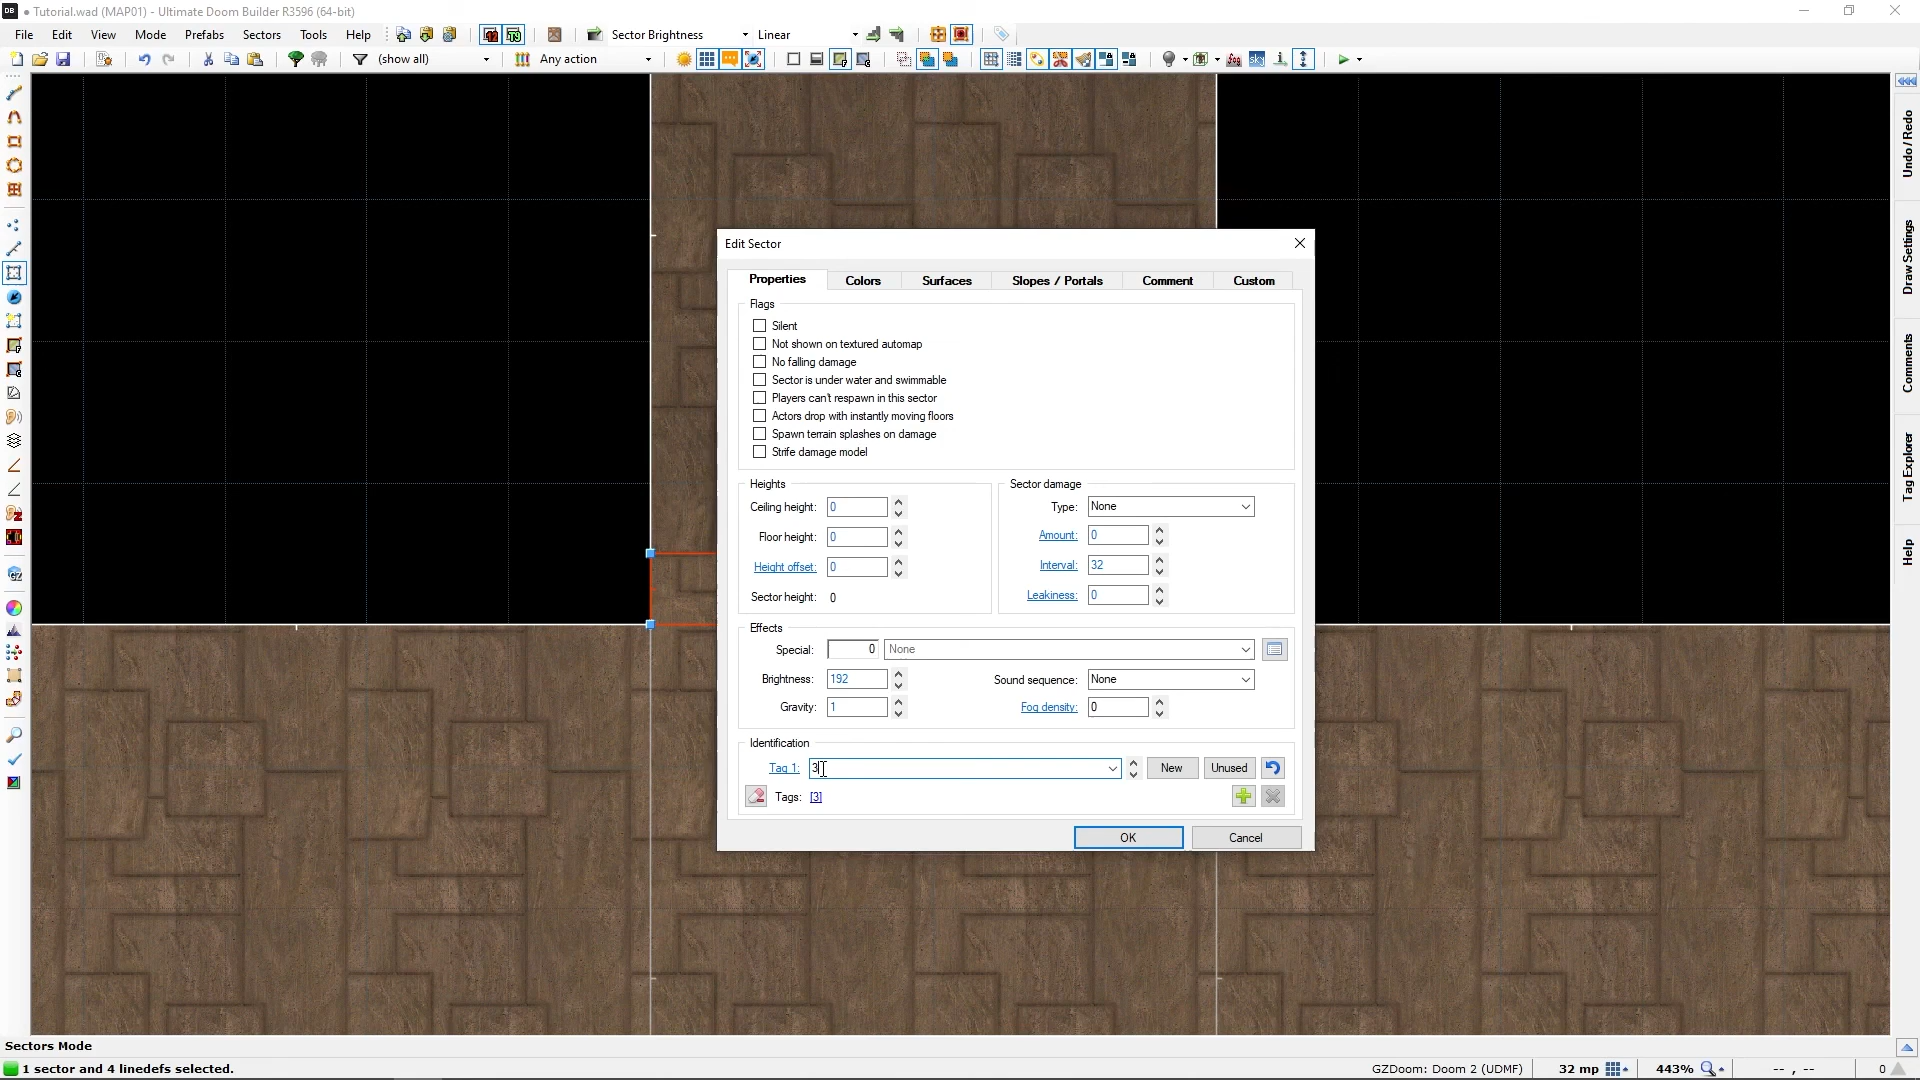 DB • Tutorial.wad (MAP01) - Ultimate Doom Builder R3596 (64-bit)
File Edit View Mode Prefabs Sectors Tools Help Sector Brightness Linear
(show all) Any action sky
Undo / Redo
Draw Settings
Comments
Tag Explorer
Help
Edit Sector
Properties Colors Surfaces Slopes / Portals Comment Custom
Flags
Silent
Not shown on textured automap
No falling damage
Sector is under water and swimmable
Players can't respawn in this sector
Actors drop with instantly moving floors
Spawn terrain splashes on damage
Strife damage model
Heights Sector damage
Ceiling height: 0 Type: None
Floor height: 0 Amount: 0
Height offset: 0 Interval: 32
Sector height: 0 Leakiness: 0
Effects
Special: 0 None
Brightness: 192 Sound sequence: None
Gravity: 1 Fog density: 0
Identification
Tag 1: 3 New Unused
Tags: [3]
OK Cancel
Sectors Mode
1 sector and 4 linedefs selected. GZDoom: Doom 2 (UDMF) 32 mp 443% -- , -- 0